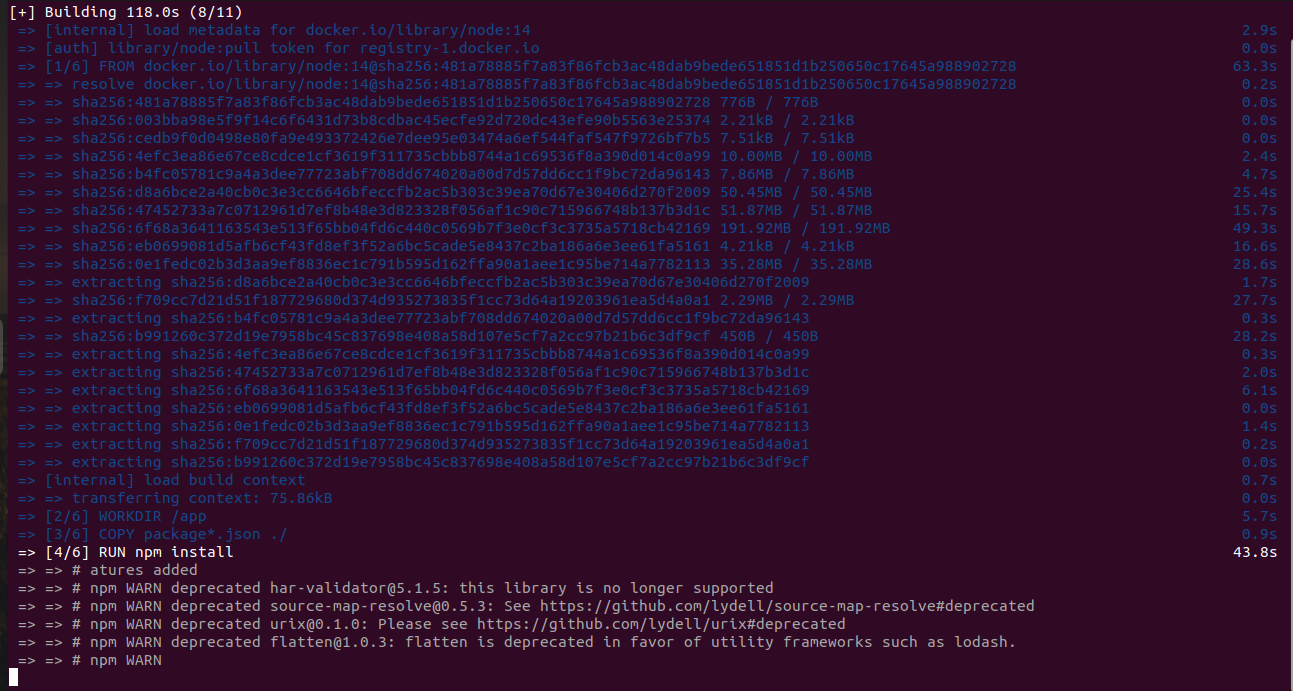 [+] Building 118.0s (8/11)
=> [internal] load metadata for docker.io/library/node:14 2.9s
=> [auth] library/node:pull token for registry-1.docker.io 0.0s
=> [1/6] FROM docker.io/library/node:14@sha256:481a78885f7a83f86fcb3ac48dab9bede651851d1b250650c17645a988902728 63.3s
=> => resolve docker.io/library/node:14@sha256:481a78885f7a83f86fcb3ac48dab9bede651851d1b250650c17645a988902728 0.2s
=> => sha256:481a78885f7a83f86fcb3ac48dab9bede651851d1b250650c17645a988902728 776B / 776B 0.0s
=> => sha256:003bba98e5f9f14c6f6431d73b8cdbac45ecfe92d720dc43efe90b5563e25374 2.21kB / 2.21kB 0.0s
=> => sha256:cedb9f0d0498e80fa9e493372426e7dee95e03474a6ef544faf547f9726bf7b5 7.51kB / 7.51kB 0.0s
=> => sha256:4efc3ea86e67ce8cdce1cf3619f311735cbbb8744a1c69536f8a390d014c0a99 10.00MB / 10.00MB 2.4s
=> => sha256:b4fc05781c9a4a3dee77723abf708dd674020a00d7d57dd6cc1f9bc72da96143 7.86MB / 7.86MB 4.7s
=> => sha256:d8a6bce2a40cb0c3e3cc6646bfeccfb2ac5b303c39ea70d67e30406d270f2009 50.45MB / 50.45MB 25.4s
=> => sha256:47452733a7c0712961d7ef8b48e3d823328f056af1c90c715966748b137b3d1c 51.87MB / 51.87MB 15.7s
=> => sha256:6f68a3641163543e513f65bb04fd6c440c0569b7f3e0cf3c3735a5718cb42169 191.92MB / 191.92MB 49.3s
=> => sha256:eb0699081d5afb6cf43fd8ef3f52a6bc5cade5e8437c2ba186a6e3ee61fa5161 4.21kB / 4.21kB 16.6s
=> => sha256:0e1fedc02b3d3aa9ef8836ec1c791b595d162ffa90a1aee1c95be714a7782113 35.28MB / 35.28MB 28.6s
=> => extracting sha256:d8a6bce2a40cb0c3e3cc6646bfeccfb2ac5b303c39ea70d67e30406d270f2009 1.7s
=> => sha256:f709cc7d21d51f187729680d374d935273835f1cc73d64a19203961ea5d4a0a1 2.29MB / 2.29MB 27.7s
=> => extracting sha256:b4fc05781c9a4a3dee77723abf708dd674020a00d7d57dd6cc1f9bc72da96143 0.3s
=> => sha256:b991260c372d19e7958bc45c837698e408a58d107e5cf7a2cc97b21b6c3df9cf 450B / 450B 28.2s
=> => extracting sha256:4efc3ea86e67ce8cdce1cf3619f311735cbbb8744a1c69536f8a390d014c0a99 0.3s
=> => extracting sha256:47452733a7c0712961d7ef8b48e3d823328f056af1c90c715966748b137b3d1c 2.0s
=> => extracting sha256:6f68a3641163543e513f65bb04fd6c440c0569b7f3e0cf3c3735a5718cb42169 6.1s
=> => extracting sha256:eb0699081d5afb6cf43fd8ef3f52a6bc5cade5e8437c2ba186a6e3ee61fa5161 0.0s
=> => extracting sha256:0e1fedc02b3d3aa9ef8836ec1c791b595d162ffa90a1aee1c95be714a7782113 1.4s
=> => extracting sha256:f709cc7d21d51f187729680d374d935273835f1cc73d64a19203961ea5d4a0a1 0.2s
=> => extracting sha256:b991260c372d19e7958bc45c837698e408a58d107e5cf7a2cc97b21b6c3df9cf 0.0s
=> [internal] load build context 0.7s
=> => transferring context: 75.86kB 0.0s
=> [2/6] WORKDIR /app 5.7s
=> [3/6] COPY package*.json ./ 0.9s
=> [4/6] RUN npm install 43.8s
=> => # atures added
=> => # npm WARN deprecated har-validator@5.1.5: this library is no longer supported
=> => # npm WARN deprecated source-map-resolve@0.5.3: See https://github.com/lydell/source-map-resolve#deprecated
=> => # npm WARN deprecated urix@0.1.0: Please see https://github.com/lydell/urix#deprecated
=> => # npm WARN deprecated flatten@1.0.3: flatten is deprecated in favor of utility frameworks such as lodash.
=> => # npm WARN